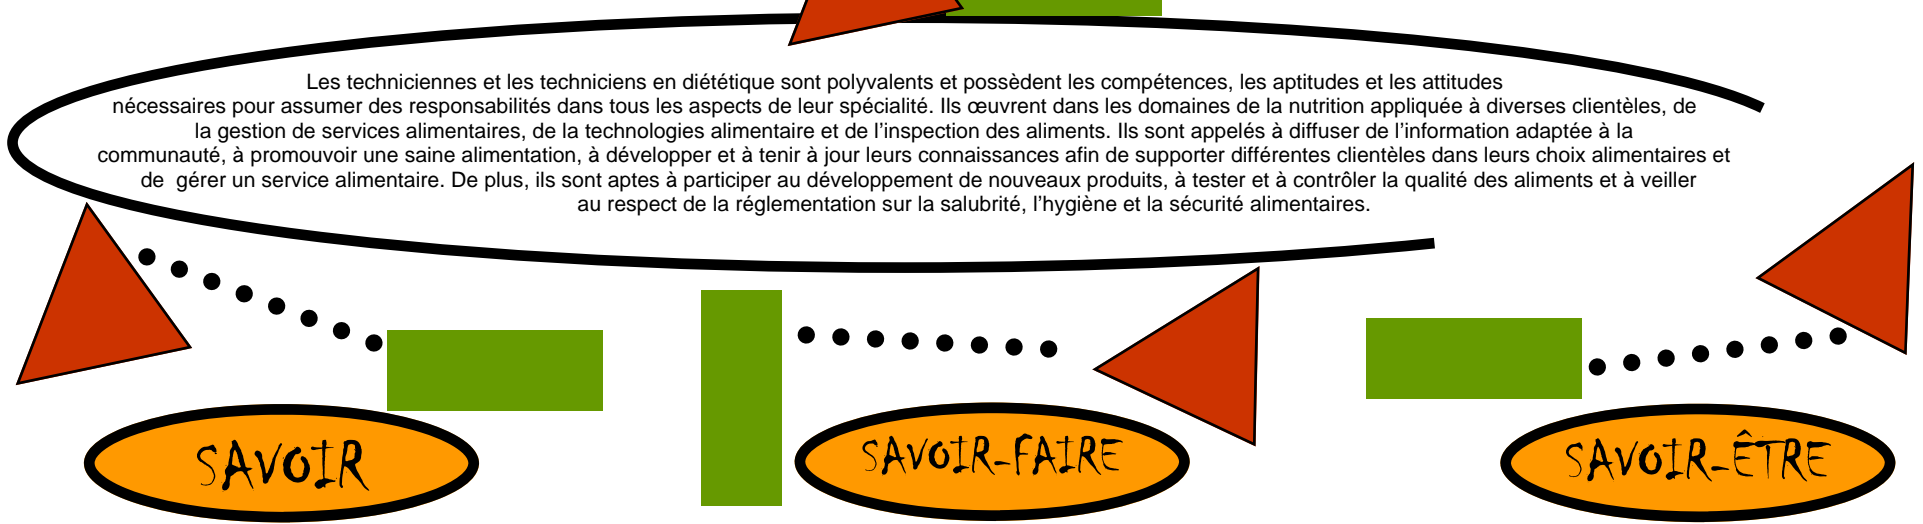 Les techniciennes et les techniciens en diététique sont polyvalents et possèdent les compétences, les aptitudes et les attitudes
nécessaires pour assumer des responsabilités dans tous les aspects de leur spécialité. Ils œuvrent dans les domaines de la nutrition appliquée à diverses clientèles, de
la gestion de services alimentaires, de la technologies alimentaire et de l'inspection des aliments. Ils sont appelés à diffuser de l'information adaptée à la
communauté, à promouvoir une saine alimentation, à développer et à tenir à jour leurs connaissances afin de supporter différentes clientèles dans leurs choix alimentaires et
de  gérer un service alimentaire. De plus, ils sont aptes à participer au développement de nouveaux produits, à tester et à contrôler la qualité des aliments et à veiller
au respect de la réglementation sur la salubrité, l'hygiène et la sécurité alimentaires.
SAVOIR
SAVOIR-FAIRE
SAVOIR-ÊTRE